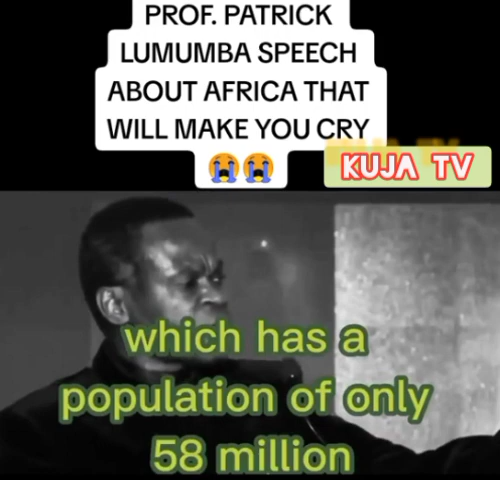 PROF. PATRICK
LUMUMBA SPEECH
ABOUT AFRICA THAT
WILL MAKE YOU CRY
😭😭
KUJA TV
which has a
population of only
58 million